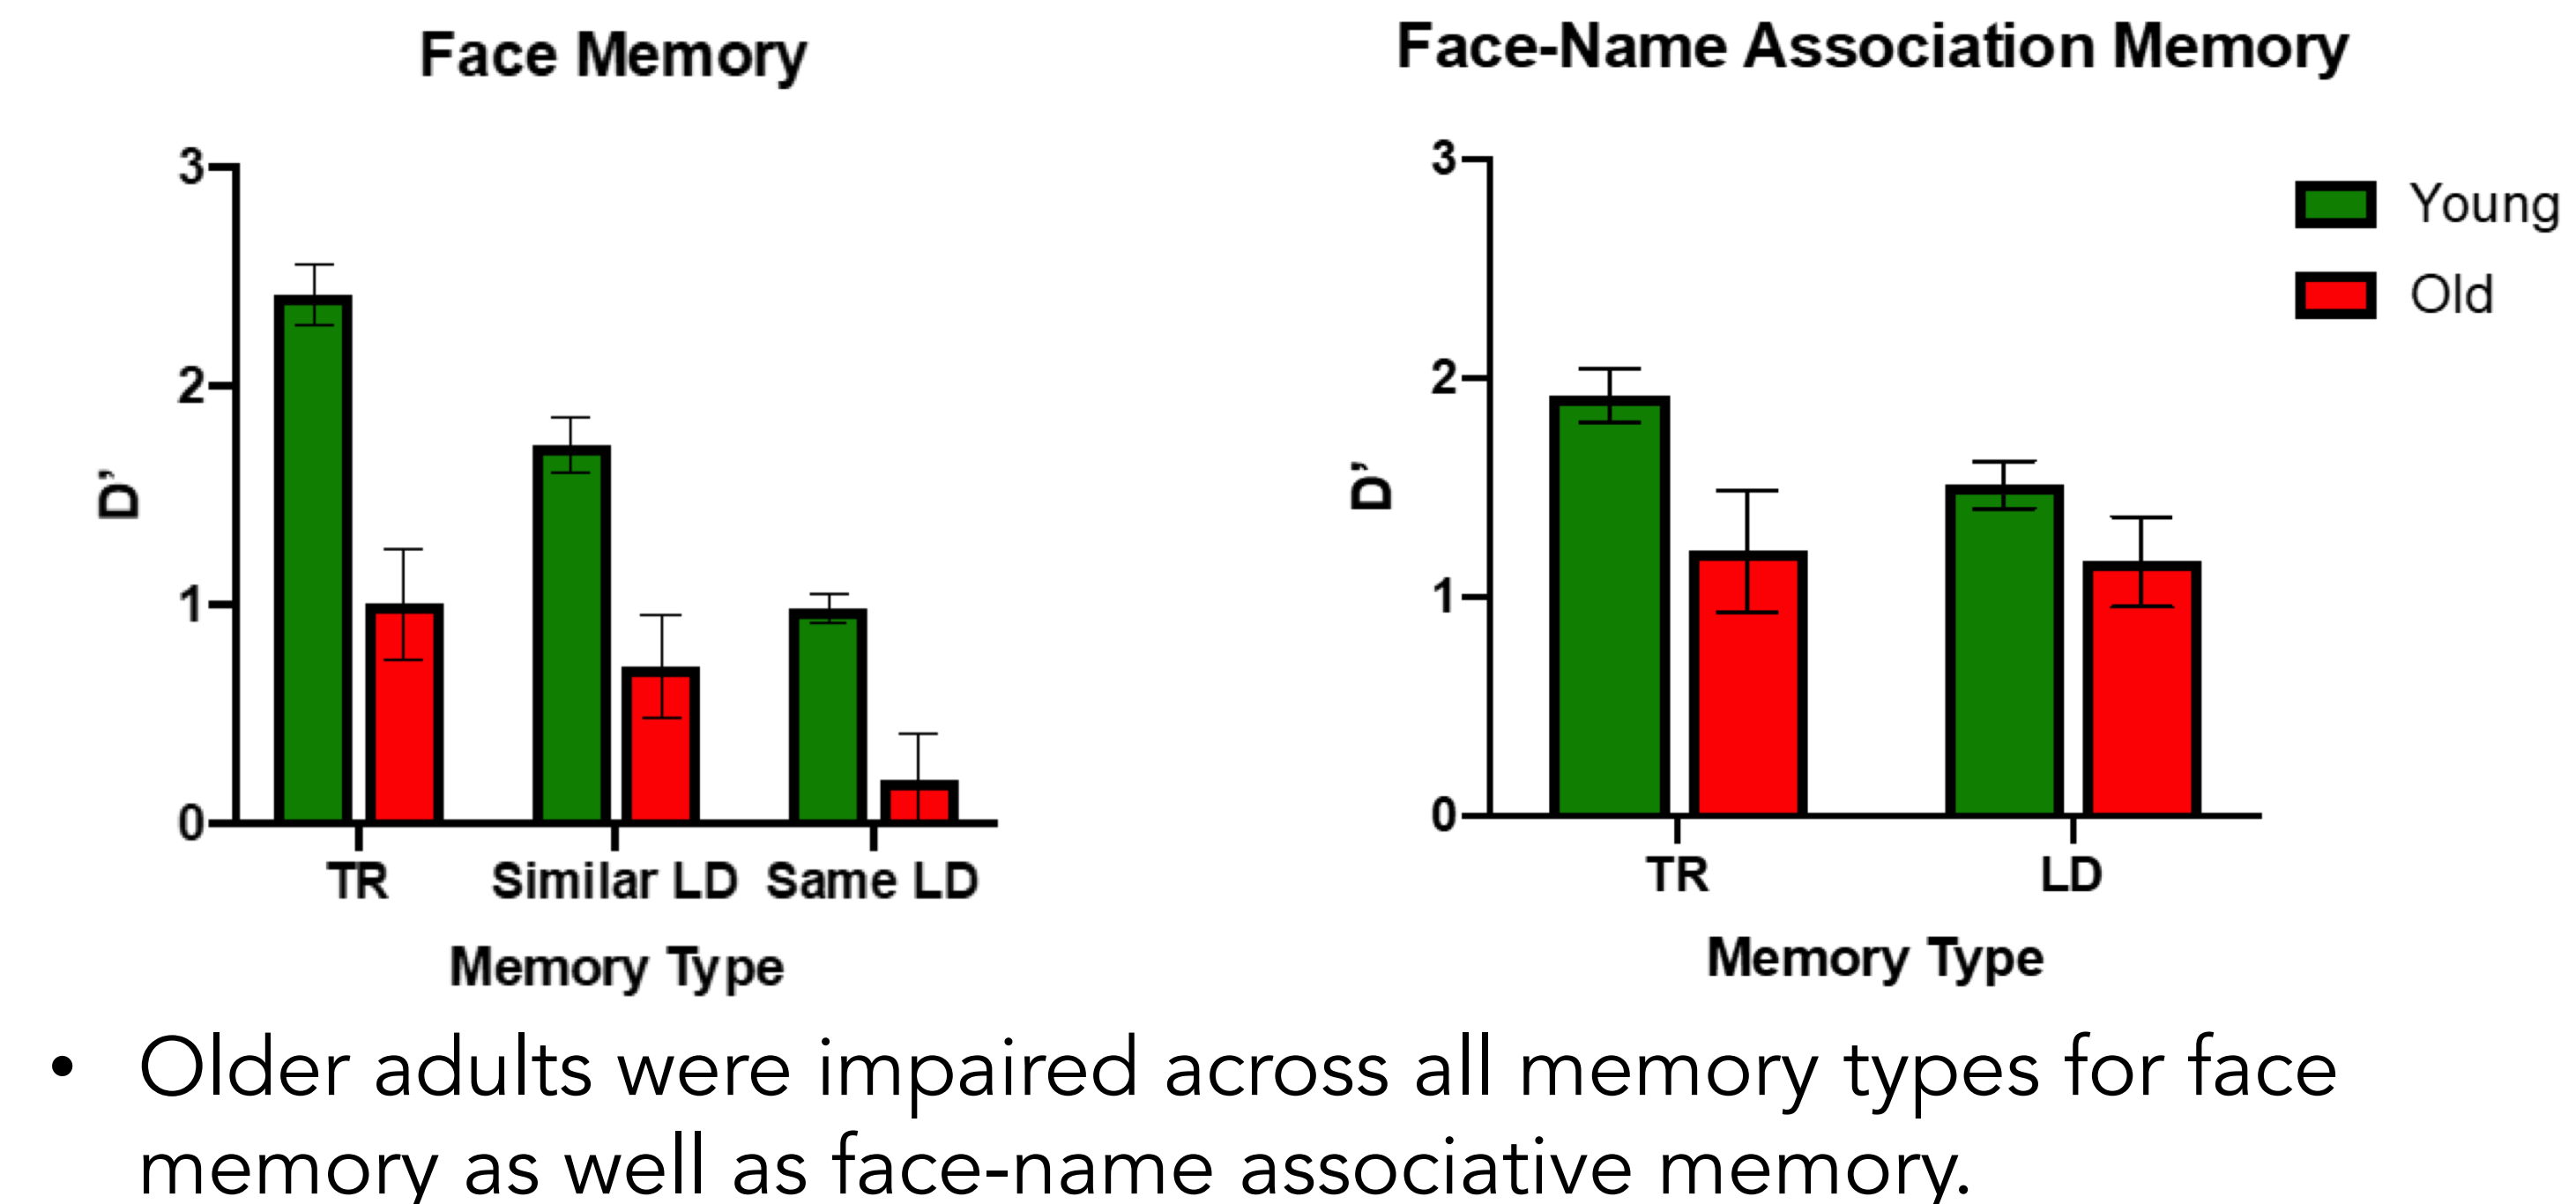 Face Memory
3
2
1
0
D’
TR
Similar LD
Same LD
Memory Type
Face-Name Association Memory
3
2
1
0
D’
TR
LD
Memory Type
Young
Old
• Older adults were impaired across all memory types for face
memory as well as face-name associative memory.